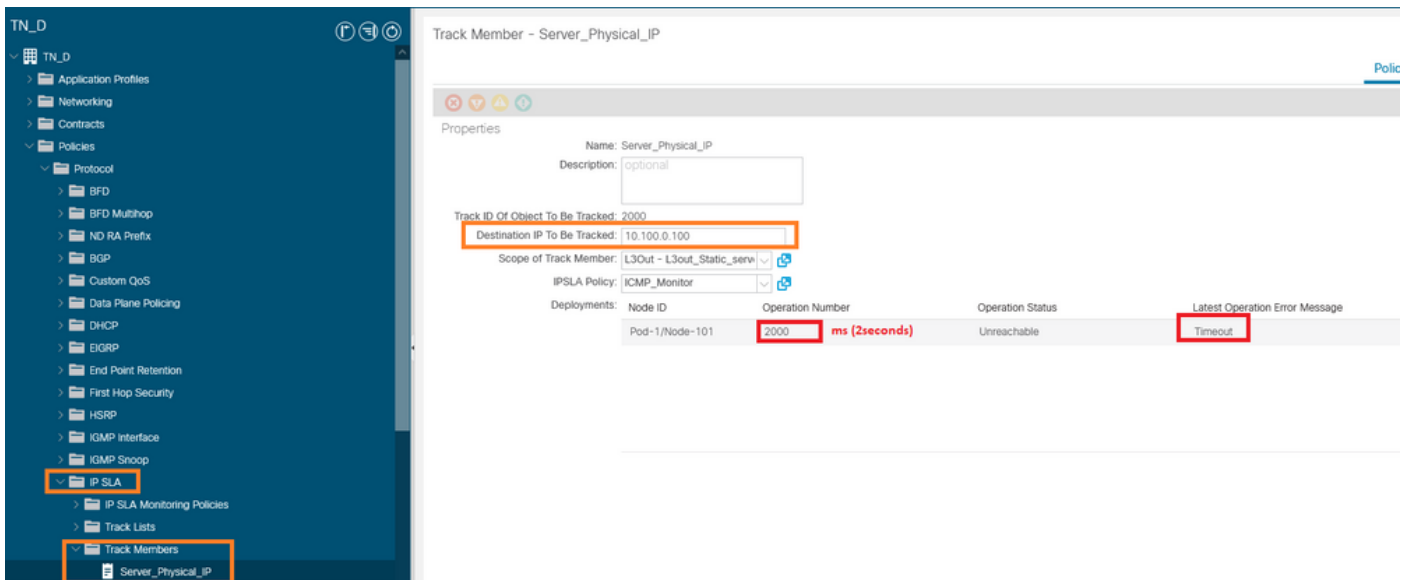 TN_D
TN_D
Application Profiles
Networking
Contracts
Policies
Protocol
BFD
BFD Multihop
ND RA Prefix
BGP
Custom QoS
Data Plane Policing
DHCP
EIGRP
End Point Retention
First Hop Security
HSRP
IGMP Interface
IGMP Snoop
IP SLA
IP SLA Monitoring Policies
Track Lists
Track Members
Server_Physical_IP
Track Member - Server_Physical_IP
Polic
Properties
Name: Server_Physical_IP
Description: optional
Track ID Of Object To Be Tracked: 2000
Destination IP To Be Tracked: 10.100.0.100
Scope of Track Member: L3Out - L3out_Static_serv
IPSLA Policy: ICMP_Monitor
Deployments: Node ID Operation Number Operation Status Latest Operation Error Message
Pod-1/Node-101 2000 ms (2seconds) Unreachable Timeout